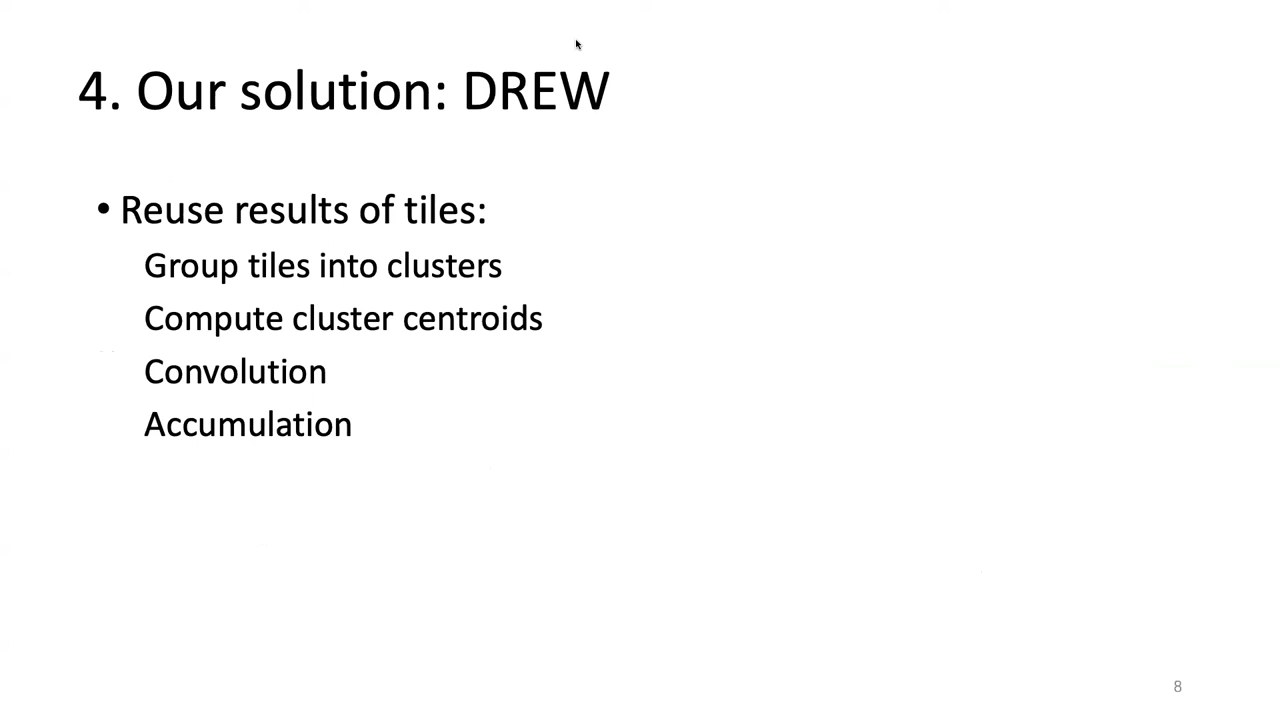 4. Our solution: DREW
• Reuse results of tiles:
Group tiles into clusters
Compute cluster centroids
Convolution
Accumulation
8